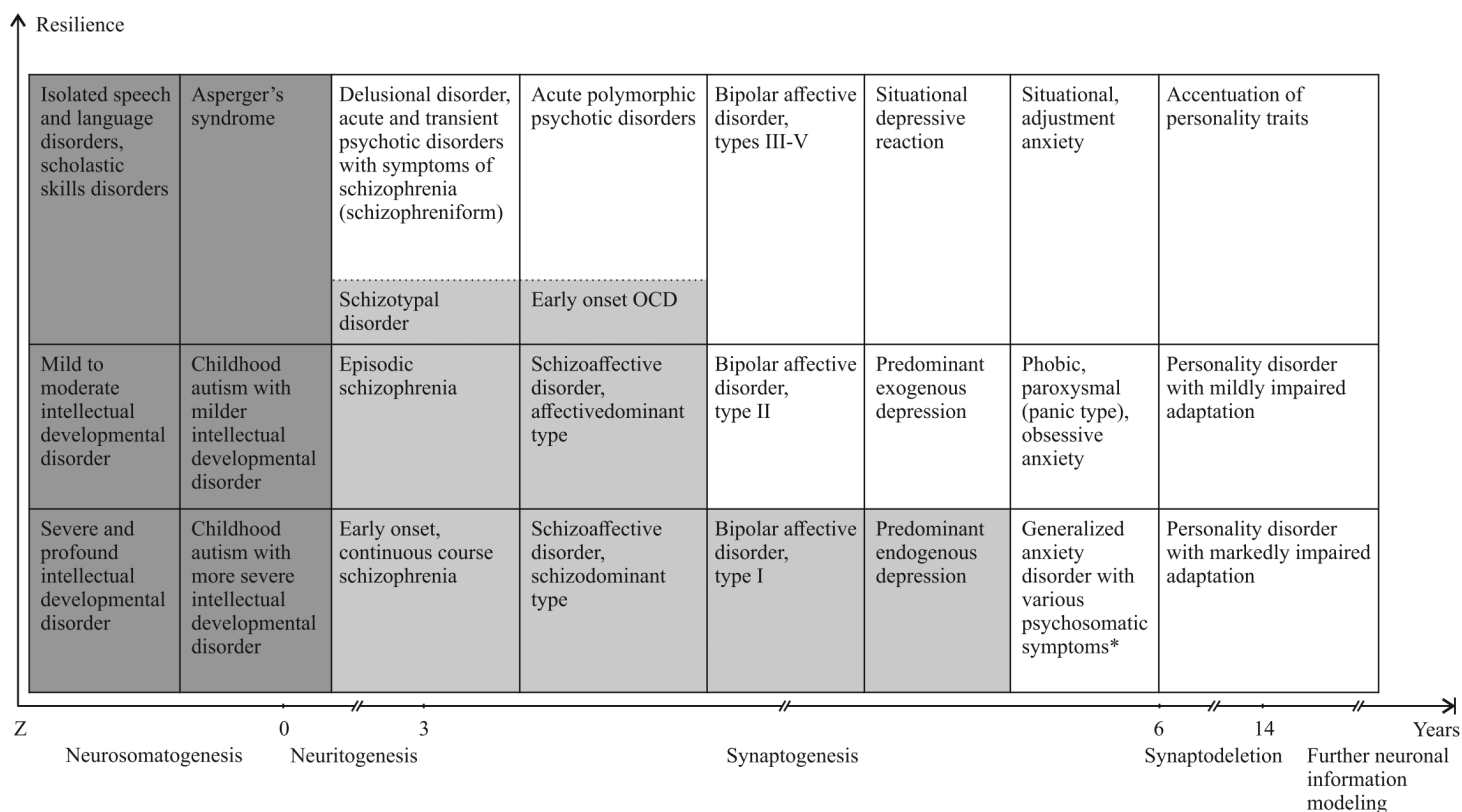 Resilience
Isolated speech
and language
disorders,
scholastic
skills disorders
Asperger’s
syndrome
Delusional disorder,
acute and transient
psychotic disorders
with symptoms of
schizophrenia
(schizophreniform)
Acute polymorphic
psychotic disorders
Bipolar affective
disorder,
types III-V
Situational
depressive
reaction
Situational,
adjustment
anxiety
Accentuation of
personality traits
Schizotypal
disorder
Early onset OCD
Mild to
moderate
intellectual
developmental
disorder
Childhood
autism with
milder
intellectual
developmental
disorder
Episodic
schizophrenia
Schizoaffective
disorder,
affectivedominant
type
Bipolar affective
disorder,
type II
Predominant
exogenous
depression
Phobic,
paroxysmal
(panic type),
obsessive
anxiety
Personality disorder
with mildly impaired
adaptation
Severe and
profound
intellectual
developmental
disorder
Childhood
autism with
more severe
intellectual
developmental
disorder
Early onset,
continuous course
schizophrenia
Schizoaffective
disorder,
schizodominant
type
Bipolar affective
disorder,
type I
Predominant
endogenous
depression
Generalized
anxiety
disorder with
various
psychosomatic
symptoms*
Personality disorder
with markedly impaired
adaptation
Z
0
3
6
14
Years
Neurosomatogenesis
Neuritogenesis
Synaptogenesis
Synaptodeletion
Further neuronal
information
modeling